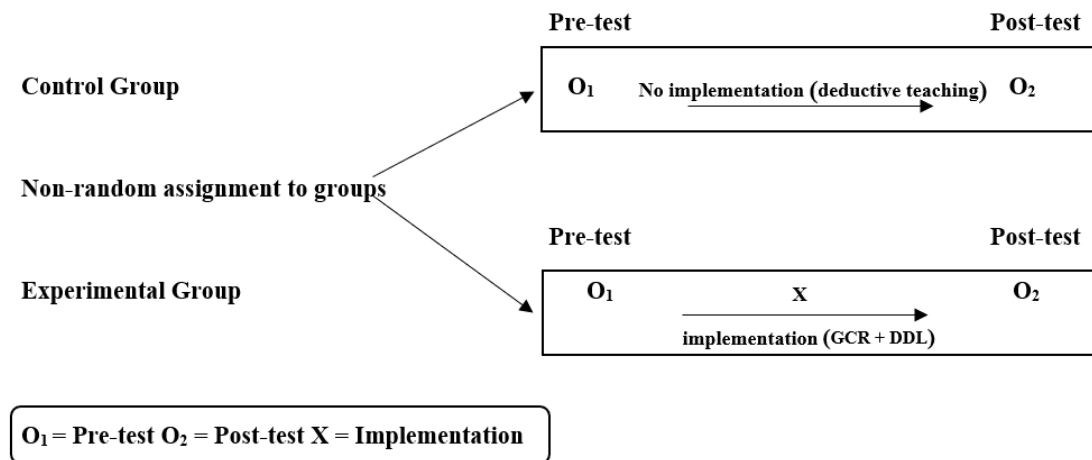 Pre-test Post-test
Control Group O₁ No implementation (deductive teaching) O₂
Non-random assignment to groups
Pre-test Post-test
Experimental Group O₁ X O₂
implementation (GCR + DDL)
O₁ = Pre-test O₂ = Post-test X = Implementation